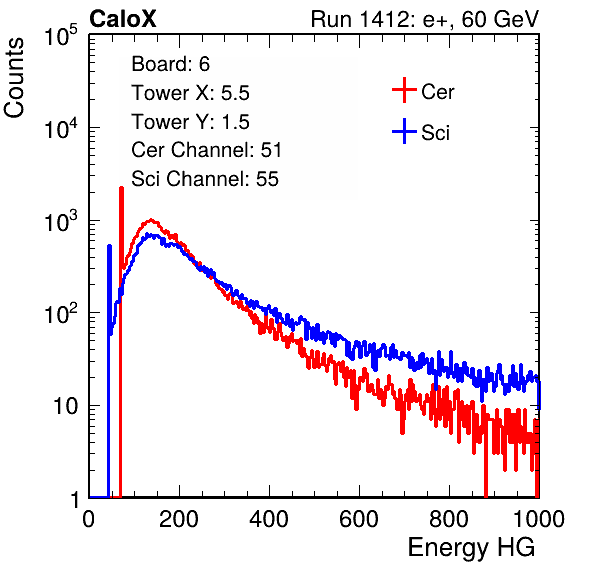 CaloX Run 1412: e+, 60 GeV
Board: 6
Tower X: 5.5
Tower Y: 1.5
Cer Channel: 51
Sci Channel: 55
Cer
Sci
Counts
10^5
10^4
10^3
10^2
10
1
0 200 400 600 800 1000
Energy HG